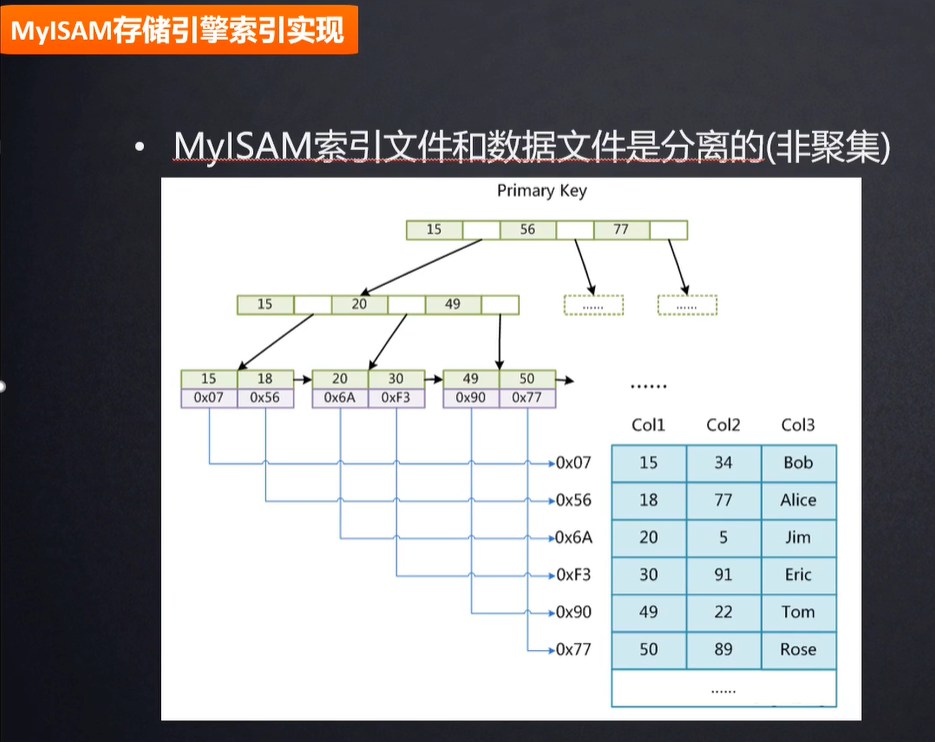 MyISAM存储引擎索引实现
• MyISAM索引文件和数据文件是分离的(非聚集)
Primary Key
15 56 77
15 20 49 ...... ......
15 18 20 30 49 50
0x07 0x56 0x6A 0xF3 0x90 0x77
......
Col1 Col2 Col3
0x07 15 34 Bob
0x56 18 77 Alice
0x6A 20 5 Jim
0xF3 30 91 Eric
0x90 49 22 Tom
0x77 50 89 Rose
......